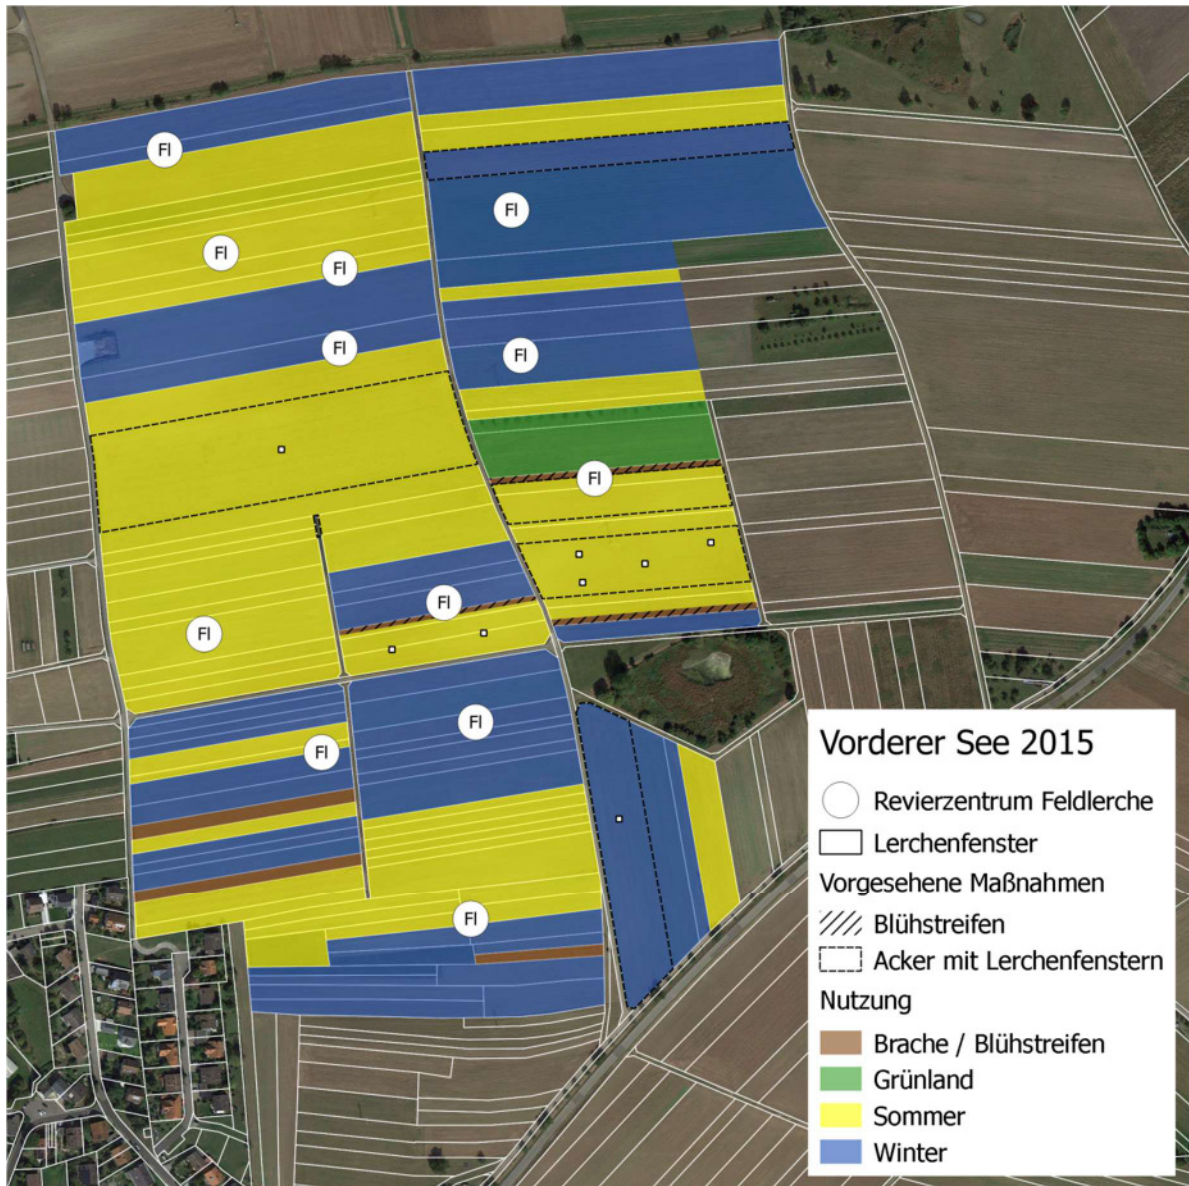 Fl
Fl
Fl
Fl
Fl
Fl
Fl
Fl
Fl
Fl
Fl
Fl
Vorderer See 2015
Revierzentrum Feldlerche
Lerchenfenster
Vorgesehene Maßnahmen
Blühstreifen
Acker mit Lerchenfenstern
Nutzung
Brache / Blühstreifen
Grünland
Sommer
Winter